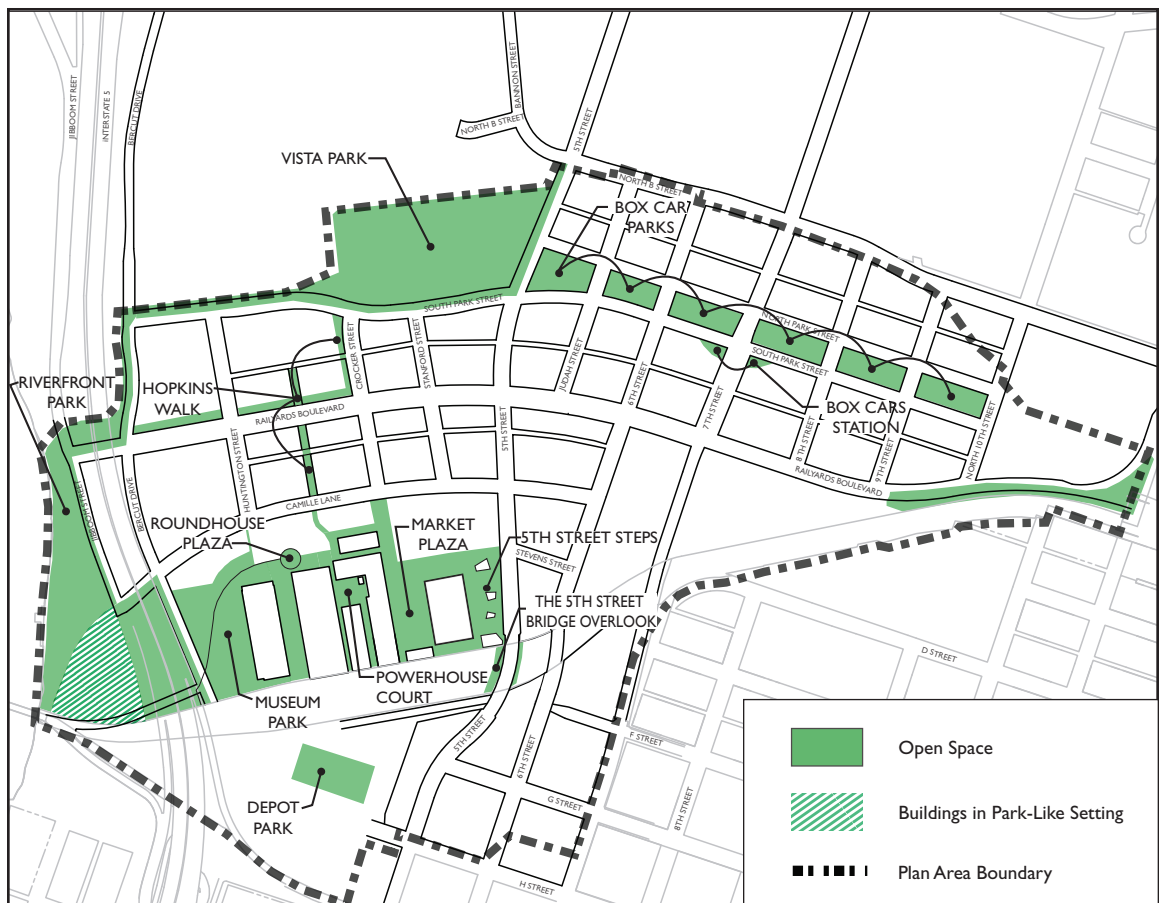 JIBBOOM STREET
INTERSTATE 5
BERCUT DRIVE
BANNON STREET
NORTH B STREET
5TH STREET
VISTA PARK
NORTH B STREET
BOX CAR
PARKS
SOUTH PARK STREET
NORTH PARK STREET
SOUTH PARK STREET
CROCKER STREET
STANFORD STREET
JUDAH STREET
6TH STREET
7TH STREET
8TH STREET
9TH STREET
NORTH 10TH STREET
RIVERFRONT
PARK
HOPKINS
WALK
RAILYARDS BOULEVARD
BOX CARS
STATION
HUNTINGTON STREET
5TH STREET
RAILYARDS BOULEVARD
JIBBOOM STREET
BERCUT DRIVE
CAMILLE LANE
ROUNDHOUSE
PLAZA
MARKET
PLAZA
5TH STREET STEPS
STEVENS STREET
THE 5TH STREET
BRIDGE OVERLOOK
POWERHOUSE
COURT
MUSEUM
PARK
D STREET
5TH STREET
6TH STREET
F STREET
G STREET
8TH STREET
H STREET
DEPOT
PARK
Open Space
Buildings in Park-Like Setting
Plan Area Boundary